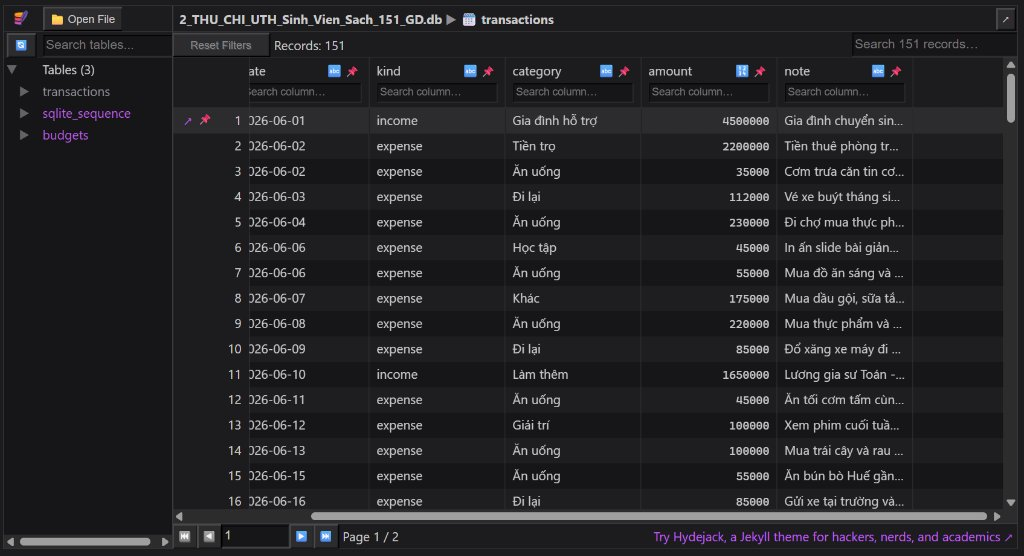 Open File
2_THU_CHI_UTH_Sinh_Vien_Sach_151_GD.db ▶ transactions
Search tables...
Reset Filters Records: 151 Search 151 records...
Tables (3)
transactions
sqlite_sequence
budgets
ate kind category amount note
Search column... Search column... Search column... Search column... Search column...
1 026-06-01 income Gia đình hỗ trợ 4500000 Gia đình chuyển sin...
2 026-06-02 expense Tiền trọ 2200000 Tiền thuê phòng tr...
3 026-06-02 expense Ăn uống 35000 Cơm trưa căn tin cơ...
4 026-06-03 expense Đi lại 112000 Vé xe buýt tháng si...
5 026-06-04 expense Ăn uống 230000 Đi chợ mua thực ph...
6 026-06-06 expense Học tập 45000 In ấn slide bài giản...
7 026-06-06 expense Ăn uống 55000 Mua đồ ăn sáng và ...
8 026-06-07 expense Khác 175000 Mua dầu gội, sữa tắ...
9 026-06-08 expense Ăn uống 220000 Mua thực phẩm và ...
10 026-06-09 expense Đi lại 85000 Đổ xăng xe máy đi ...
11 026-06-10 income Làm thêm 1650000 Lương gia sư Toán -...
12 026-06-11 expense Ăn uống 45000 Ăn tối cơm tấm cùn...
13 026-06-12 expense Giải trí 100000 Xem phim cuối tuầ...
14 026-06-13 expense Ăn uống 100000 Mua trái cây và rau ...
15 026-06-15 expense Ăn uống 55000 Ăn bún bò Huế gần...
16 026-06-16 expense Đi lại 85000 Gửi xe tại trường và...
1 Page 1 / 2 Try Hydejack, a Jekyll theme for hackers, nerds, and academics ↗